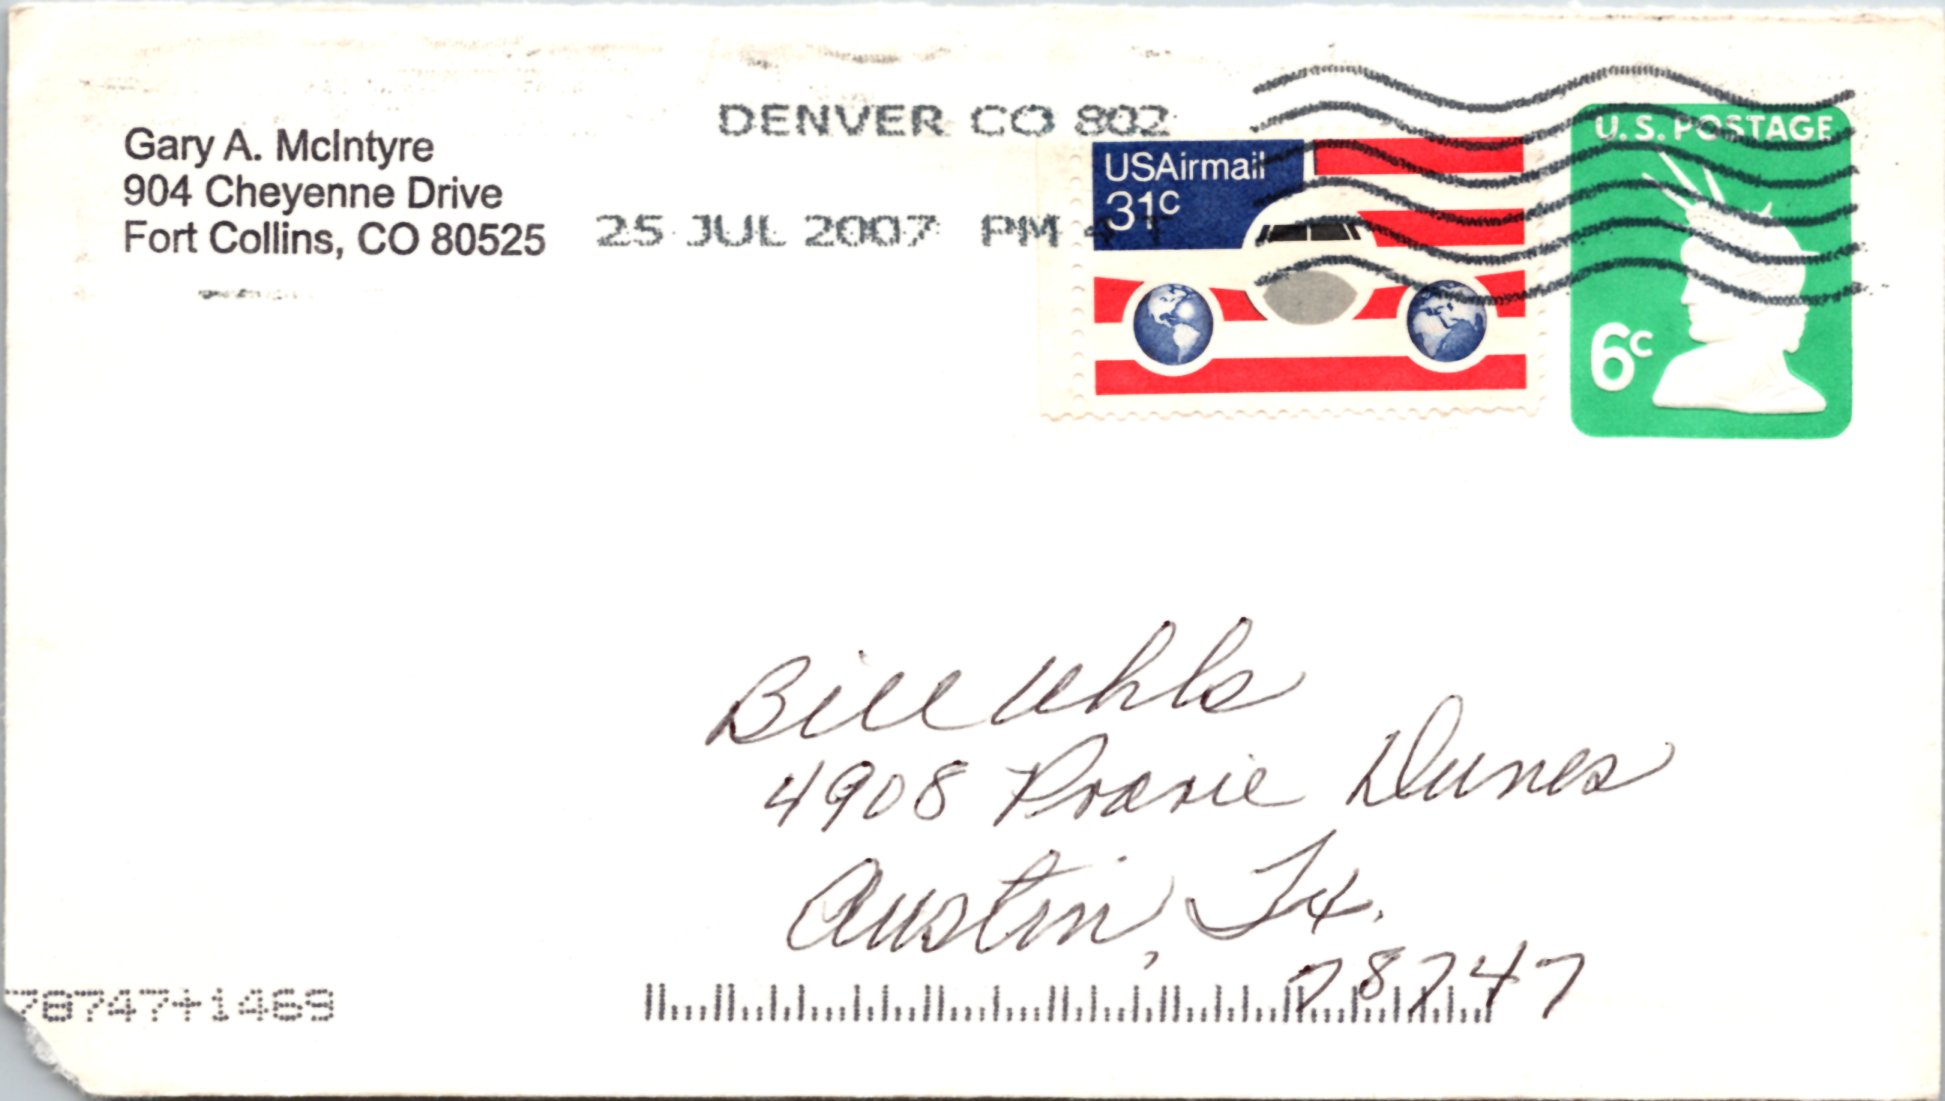 Gary A. McIntyre
904 Cheyenne Drive
Fort Collins, CO 80525
DENVER CO 802
25 JUL 2007 PM
USAirmail
31c
U.S. POSTAGE
6c
Bill Uhls
4908 Prarie Dunes
Austin, Tx.
78747
78747+1469